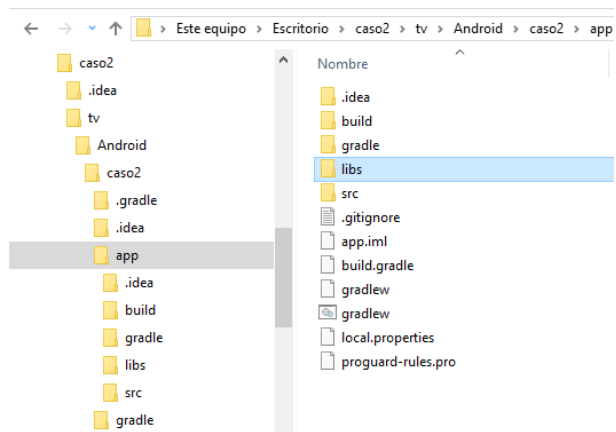 Este equipo > Escritorio > caso2 > tv > Android > caso2 > app
caso2
.idea
tv
Android
caso2
.gradle
.idea
app
.idea
build
gradle
libs
src
gradle
Nombre
.idea
build
gradle
libs
src
.gitignore
app.iml
build.gradle
gradlew
gradlew
local.properties
proguard-rules.pro